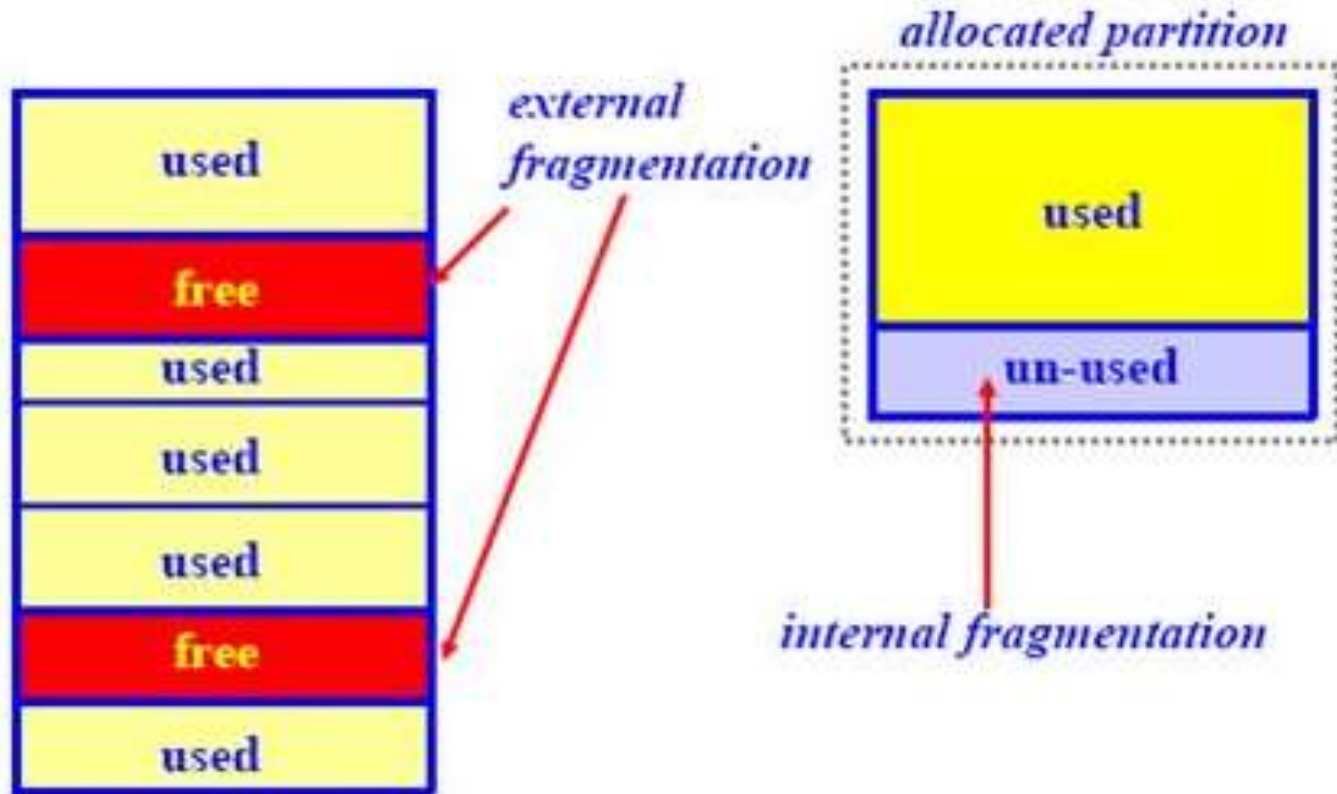 allocated partition
external
fragmentation
used
free
used
used
used
free
used
used
un-used
internal fragmentation